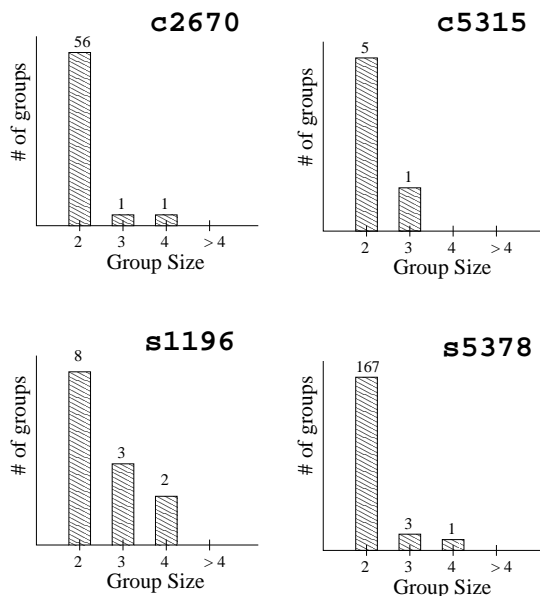 c2670
56
1
1
# of groups
2 3 4 >4
Group Size
c5315
5
1
# of groups
2 3 4 >4
Group Size
s1196
8
3
2
# of groups
2 3 4 >4
Group Size
s5378
167
3
1
# of groups
2 3 4 >4
Group Size